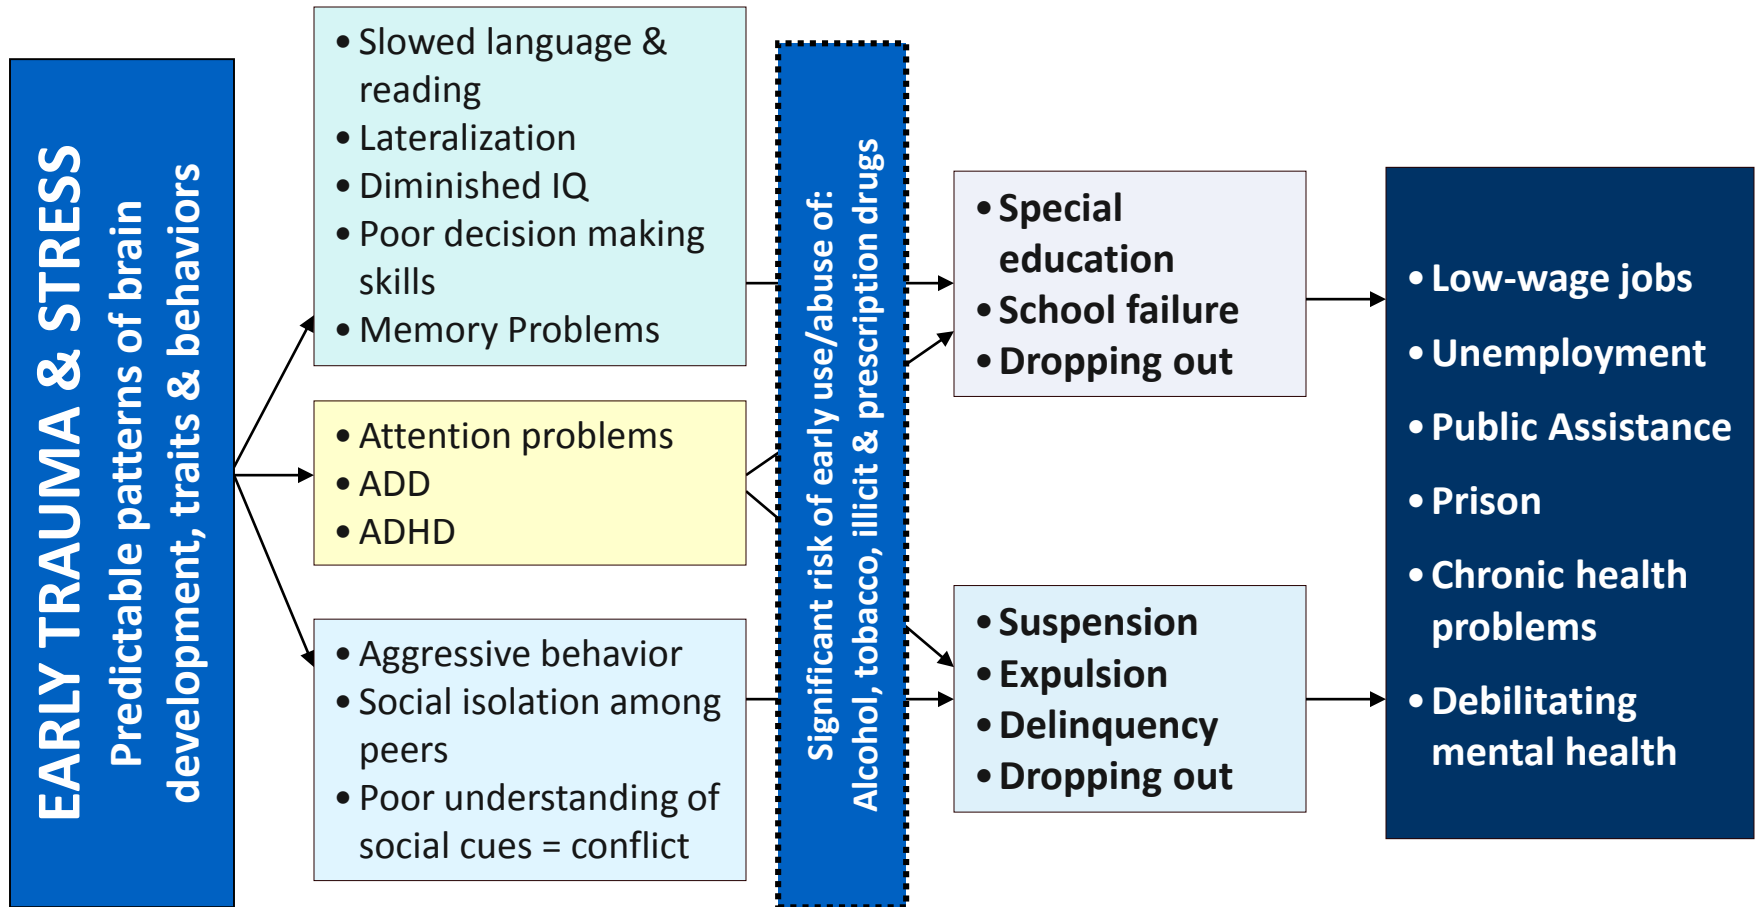 EARLY TRAUMA & STRESS
Predictable patterns of brain
development, traits & behaviors
• Slowed language &
reading
• Lateralization
• Diminished IQ
• Poor decision making
skills
• Memory Problems
• Attention problems
• ADD
• ADHD
• Aggressive behavior
• Social isolation among
peers
• Poor understanding of
social cues = conflict
Significant risk of early use/abuse of:
Alcohol, tobacco, illicit & prescription drugs
• Special
education
• School failure
• Dropping out
• Suspension
• Expulsion
• Delinquency
• Dropping out
• Low-wage jobs
• Unemployment
• Public Assistance
• Prison
• Chronic health
problems
• Debilitating
mental health